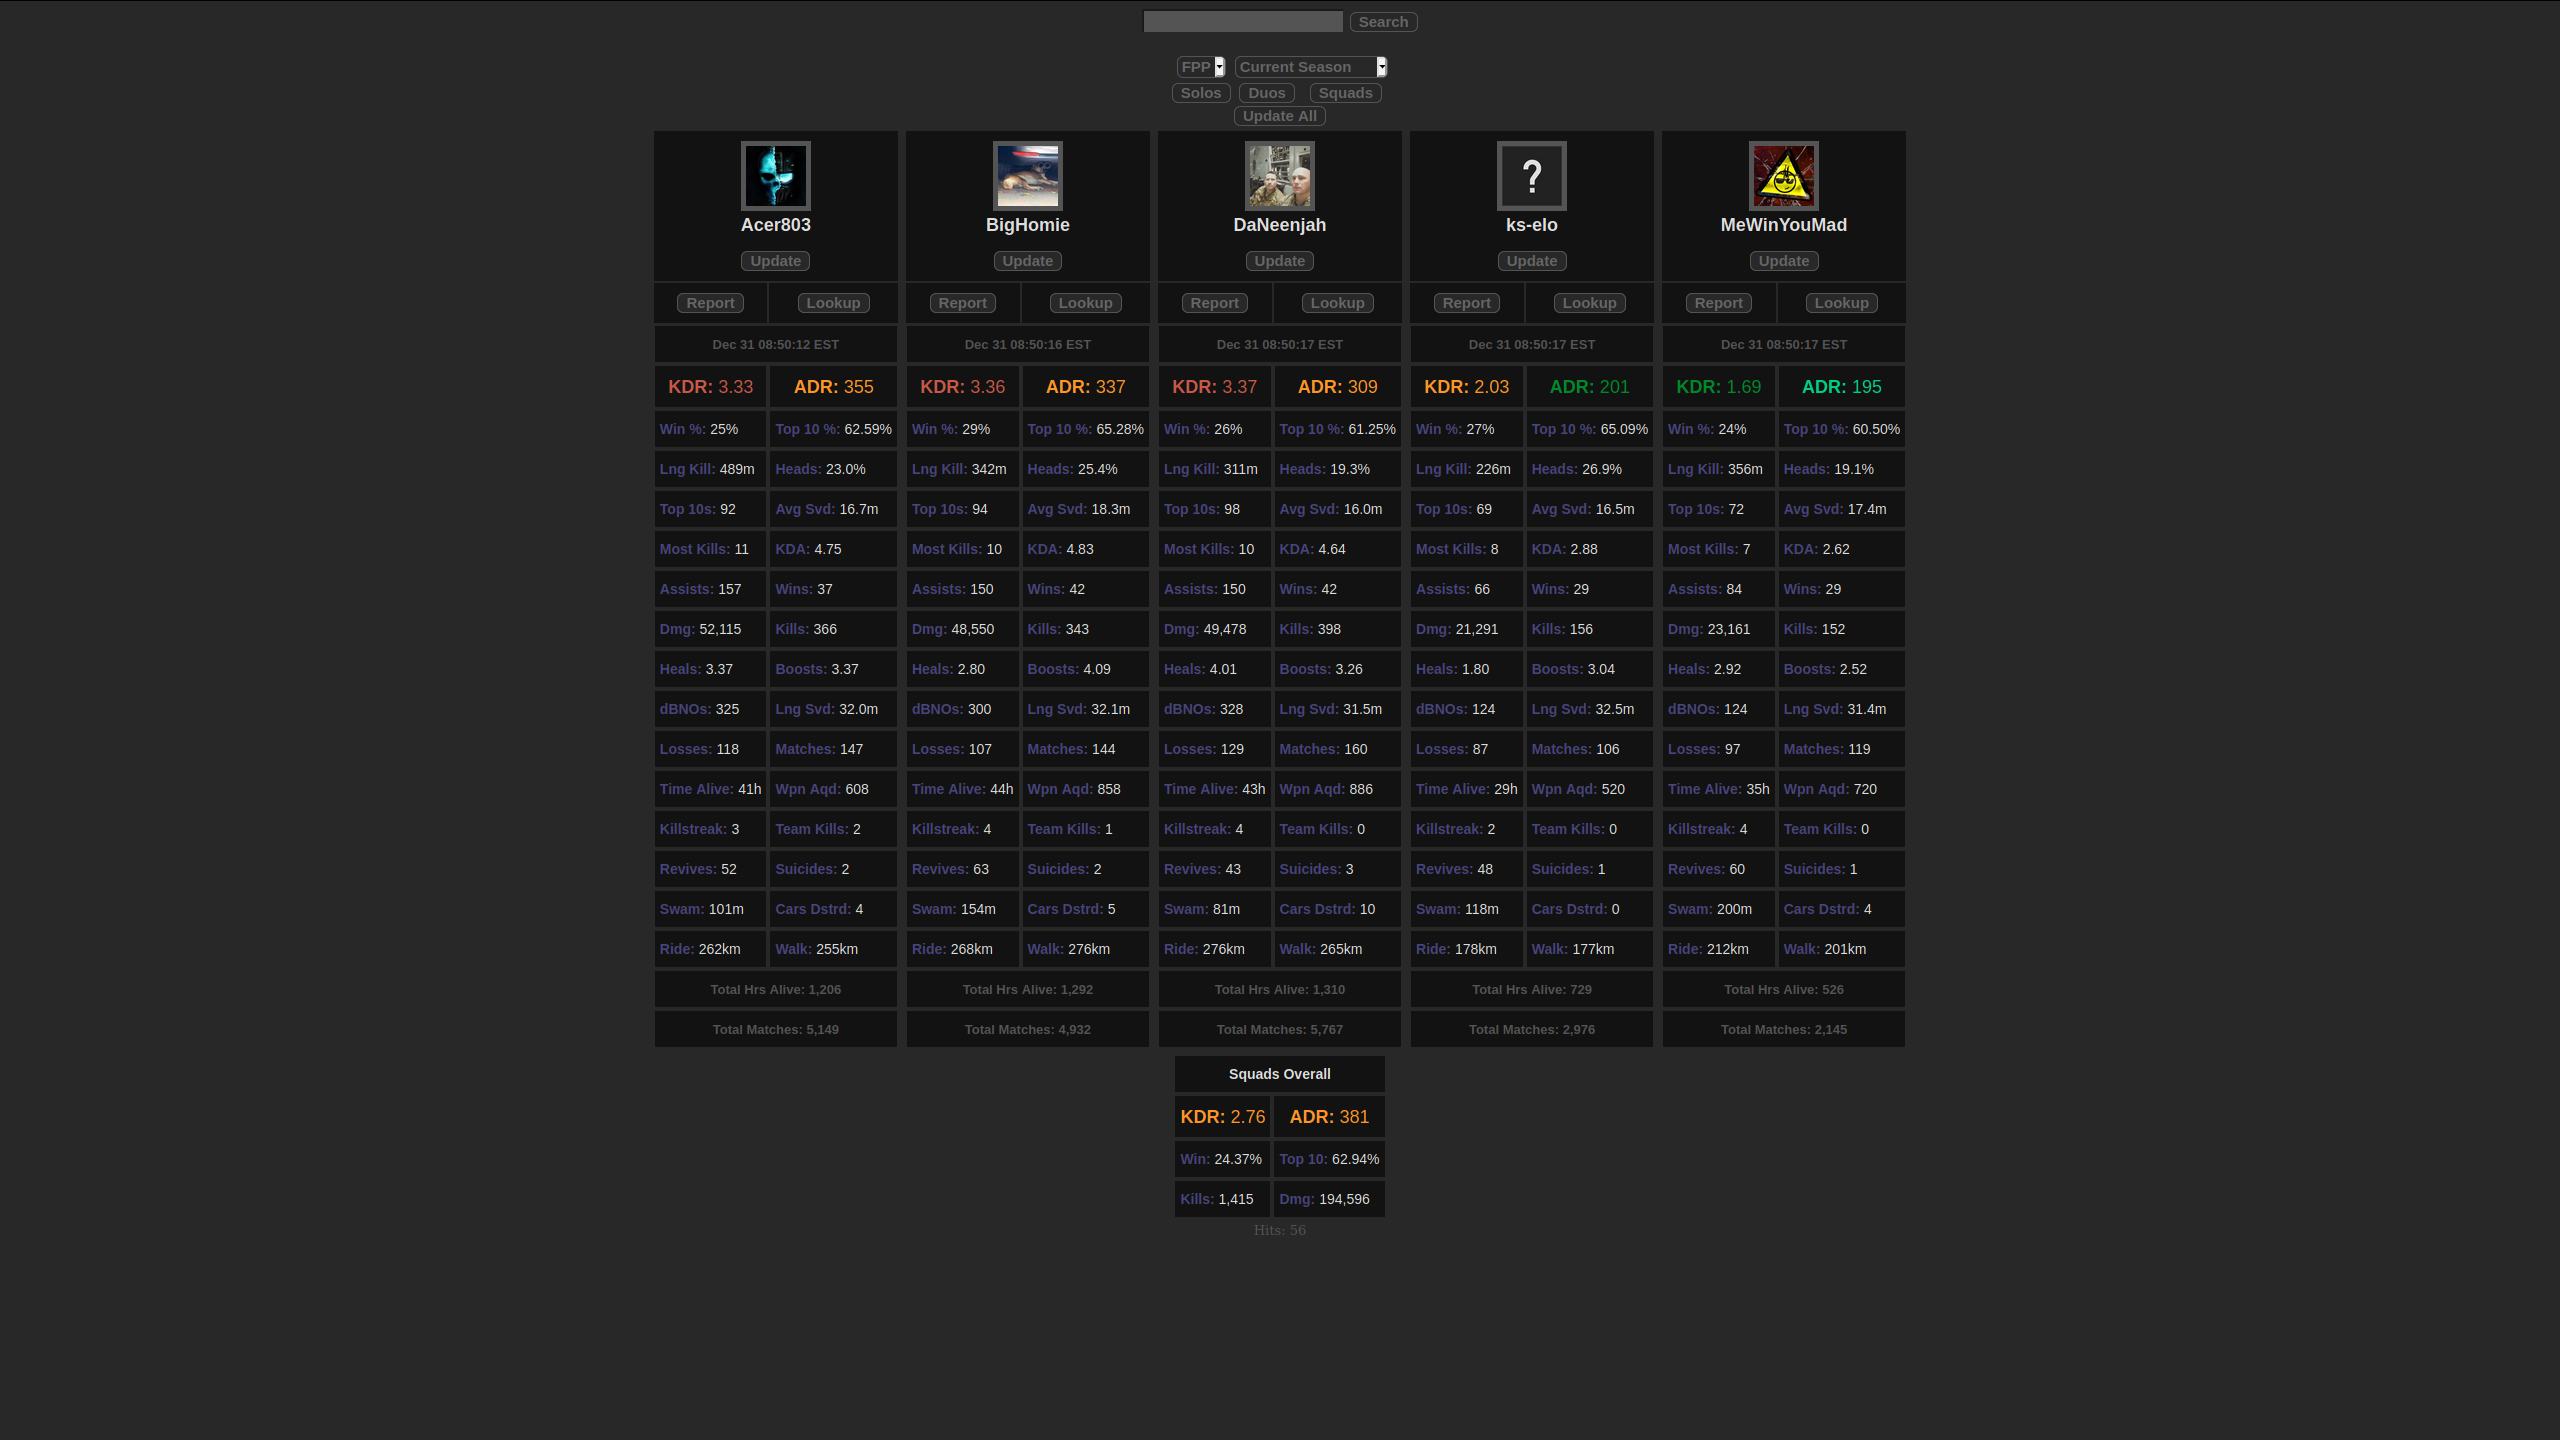 Search
FPP Current Season
Solos Duos Squads
Update All
Acer803 BigHomie DaNeenjah ks-elo MeWinYouMad
Update Update Update Update Update
Report Lookup Report Lookup Report Lookup Report Lookup Report Lookup
Dec 31 08:50:12 EST Dec 31 08:50:16 EST Dec 31 08:50:17 EST Dec 31 08:50:17 EST Dec 31 08:50:17 EST
KDR: 3.33 ADR: 355 KDR: 3.36 ADR: 337 KDR: 3.37 ADR: 309 KDR: 2.03 ADR: 201 KDR: 1.69 ADR: 195
Win %: 25% Top 10 %: 62.59% Win %: 29% Top 10 %: 65.28% Win %: 26% Top 10 %: 61.25% Win %: 27% Top 10 %: 65.09% Win %: 24% Top 10 %: 60.50%
Lng Kill: 489m Heads: 23.0% Lng Kill: 342m Heads: 25.4% Lng Kill: 311m Heads: 19.3% Lng Kill: 226m Heads: 26.9% Lng Kill: 356m Heads: 19.1%
Top 10s: 92 Avg Svd: 16.7m Top 10s: 94 Avg Svd: 18.3m Top 10s: 98 Avg Svd: 16.0m Top 10s: 69 Avg Svd: 16.5m Top 10s: 72 Avg Svd: 17.4m
Most Kills: 11 KDA: 4.75 Most Kills: 10 KDA: 4.83 Most Kills: 10 KDA: 4.64 Most Kills: 8 KDA: 2.88 Most Kills: 7 KDA: 2.62
Assists: 157 Wins: 37 Assists: 150 Wins: 42 Assists: 150 Wins: 42 Assists: 66 Wins: 29 Assists: 84 Wins: 29
Dmg: 52,115 Kills: 366 Dmg: 48,550 Kills: 343 Dmg: 49,478 Kills: 398 Dmg: 21,291 Kills: 156 Dmg: 23,161 Kills: 152
Heals: 3.37 Boosts: 3.37 Heals: 2.80 Boosts: 4.09 Heals: 4.01 Boosts: 3.26 Heals: 1.80 Boosts: 3.04 Heals: 2.92 Boosts: 2.52
dBNOs: 325 Lng Svd: 32.0m dBNOs: 300 Lng Svd: 32.1m dBNOs: 328 Lng Svd: 31.5m dBNOs: 124 Lng Svd: 32.5m dBNOs: 124 Lng Svd: 31.4m
Losses: 118 Matches: 147 Losses: 107 Matches: 144 Losses: 129 Matches: 160 Losses: 87 Matches: 106 Losses: 97 Matches: 119
Time Alive: 41h Wpn Aqd: 608 Time Alive: 44h Wpn Aqd: 858 Time Alive: 43h Wpn Aqd: 886 Time Alive: 29h Wpn Aqd: 520 Time Alive: 35h Wpn Aqd: 720
Killstreak: 3 Team Kills: 2 Killstreak: 4 Team Kills: 1 Killstreak: 4 Team Kills: 0 Killstreak: 2 Team Kills: 0 Killstreak: 4 Team Kills: 0
Revives: 52 Suicides: 2 Revives: 63 Suicides: 2 Revives: 43 Suicides: 3 Revives: 48 Suicides: 1 Revives: 60 Suicides: 1
Swam: 101m Cars Dstrd: 4 Swam: 154m Cars Dstrd: 5 Swam: 81m Cars Dstrd: 10 Swam: 118m Cars Dstrd: 0 Swam: 200m Cars Dstrd: 4
Ride: 262km Walk: 255km Ride: 268km Walk: 276km Ride: 276km Walk: 265km Ride: 178km Walk: 177km Ride: 212km Walk: 201km
Total Hrs Alive: 1,206 Total Hrs Alive: 1,292 Total Hrs Alive: 1,310 Total Hrs Alive: 729 Total Hrs Alive: 526
Total Matches: 5,149 Total Matches: 4,932 Total Matches: 5,767 Total Matches: 2,976 Total Matches: 2,145
Squads Overall
KDR: 2.76 ADR: 381
Win: 24.37% Top 10: 62.94%
Kills: 1,415 Dmg: 194,596
Hits: 56